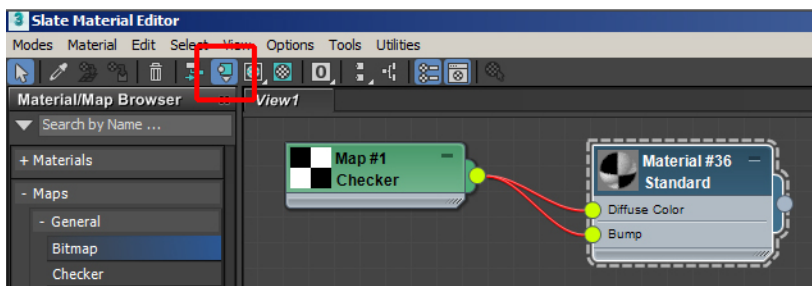 Slate Material Editor
Modes Material Edit Select View Options Tools Utilities
0
Material/Map Browser
View1
Search by Name ...
+ Materials
- Maps
- General
Bitmap
Checker
Map #1
Checker
Material #36
Standard
Diffuse Color
Bump